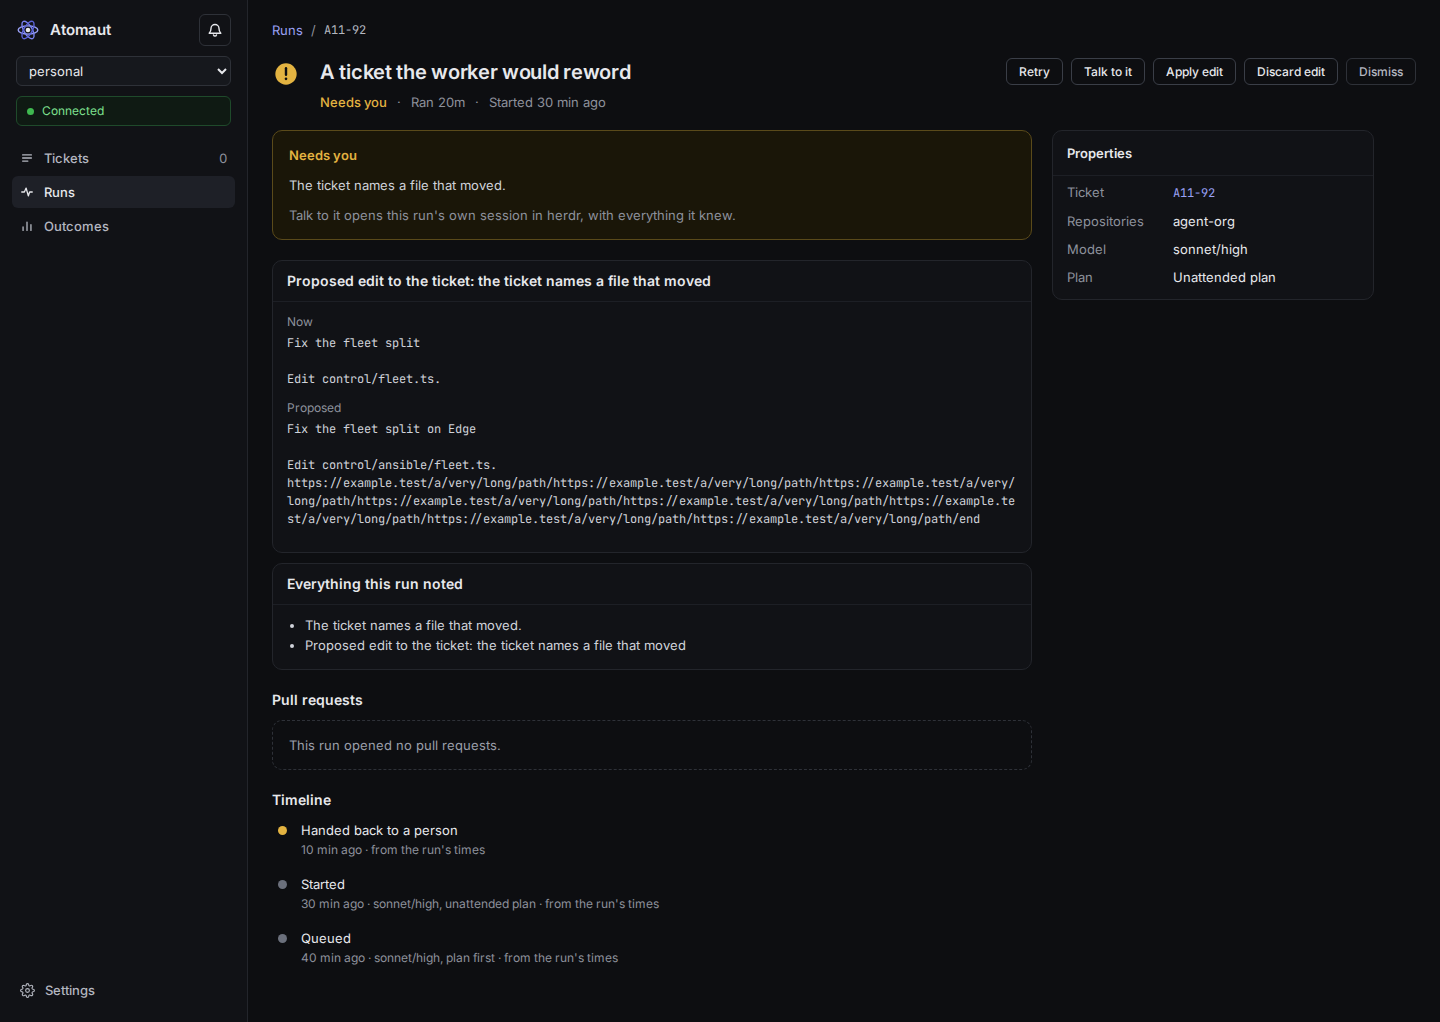 Atomaut
personal
Connected
Tickets 0
Runs
Outcomes
Settings
Runs / A11-92
A ticket the worker would reword
Needs you · Ran 20m · Started 30 min ago
Retry
Talk to it
Apply edit
Discard edit
Dismiss
Needs you
The ticket names a file that moved.
Talk to it opens this run's own session in herdr, with everything it knew.
Proposed edit to the ticket: the ticket names a file that moved
Now
Fix the fleet split
Edit control/fleet.ts.
Proposed
Fix the fleet split on Edge
Edit control/ansible/fleet.ts.
https://example.test/a/very/long/path/https://example.test/a/very/long/path/https://example.test/a/very/
long/path/https://example.test/a/very/long/path/https://example.test/a/very/long/path/https://example.te
st/a/very/long/path/https://example.test/a/very/long/path/https://example.test/a/very/long/path/end
Everything this run noted
• The ticket names a file that moved.
• Proposed edit to the ticket: the ticket names a file that moved
Pull requests
This run opened no pull requests.
Timeline
Handed back to a person
10 min ago · from the run's times
Started
30 min ago · sonnet/high, unattended plan · from the run's times
Queued
40 min ago · sonnet/high, plan first · from the run's times
Properties
Ticket A11-92
Repositories agent-org
Model sonnet/high
Plan Unattended plan